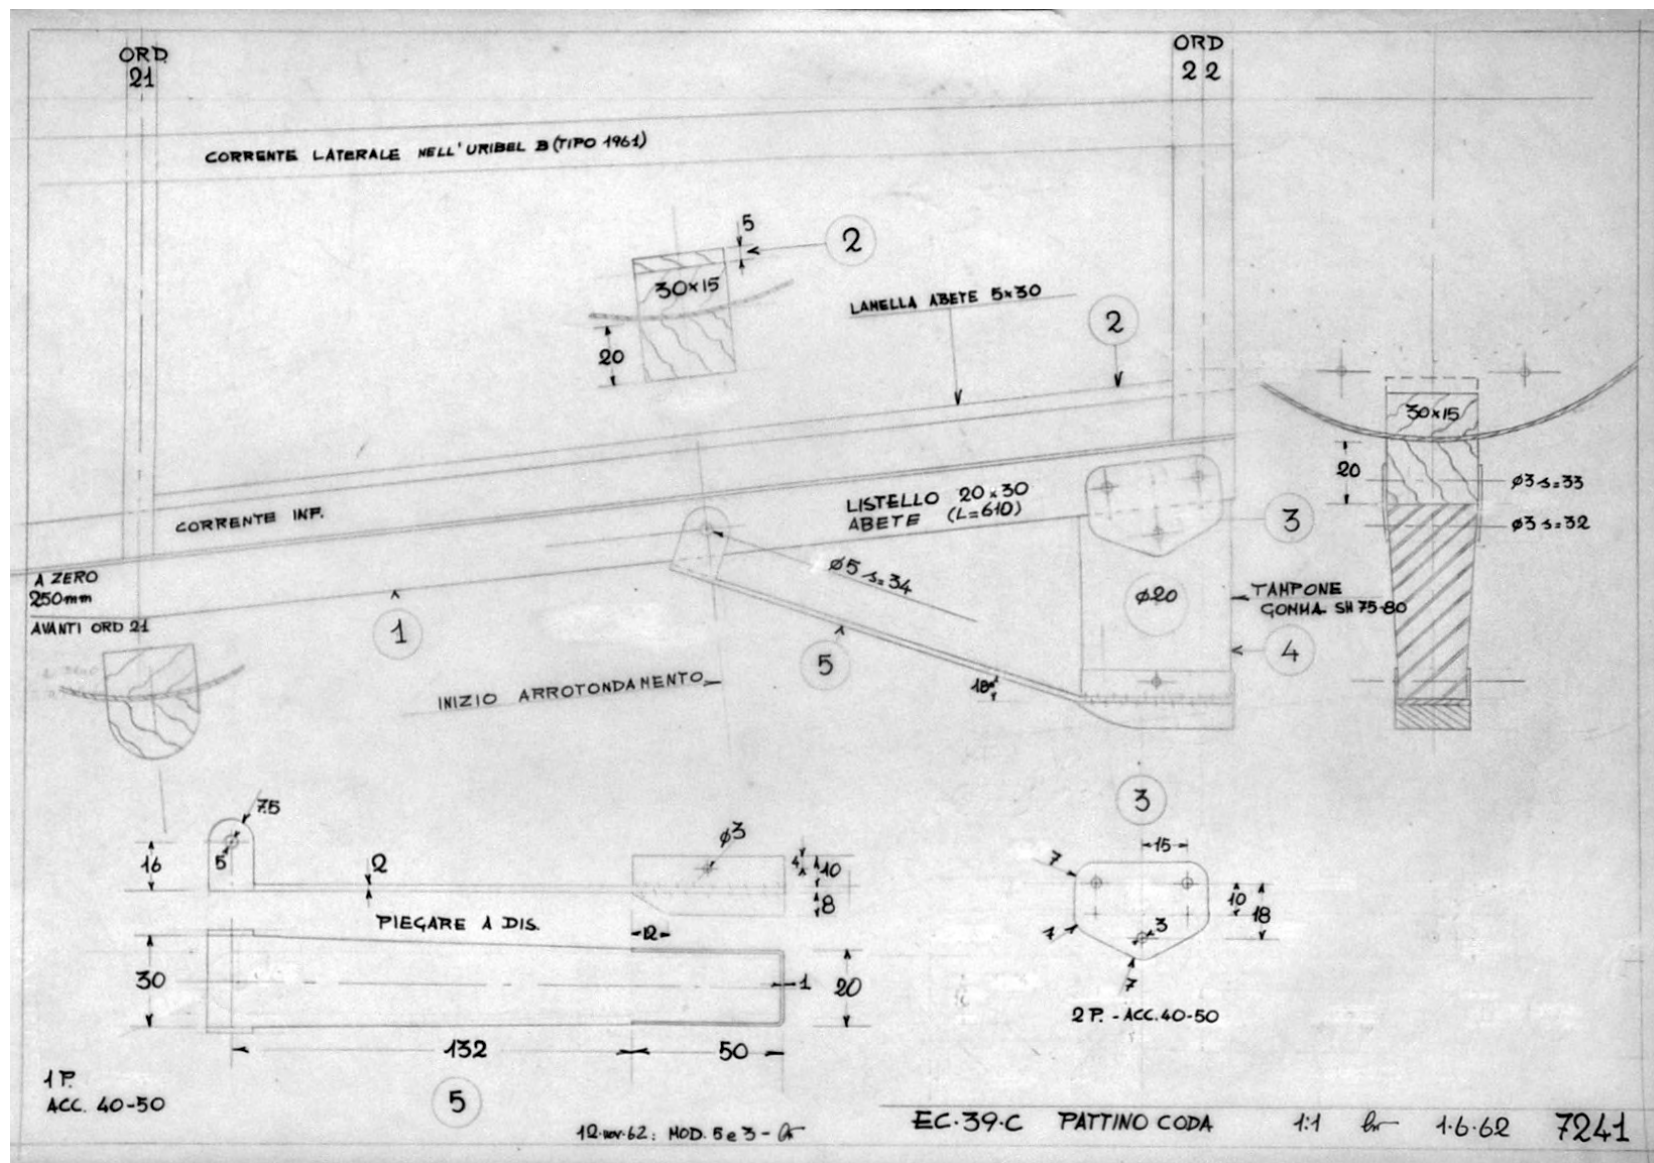 ORD
21
ORD
22
CORRENTE LATERALE NELL'URIBEL B (TIPO 1961)
5
2
30×15
20
LAMELLA ABETE 5×30
2
30×15
20
ø3 s=33
ø3 s=32
CORRENTE INF.
LISTELLO 20×30
ABETE (L=610)
3
A ZERO
250mm
AVANTI ORD 21
ø5 s=34
ø20
TAMPONE
GOMMA SH 75-80
1
5
4
INIZIO ARROTONDAMENTO
18
7.5
5
16
2
ø3
4
10
8
PIEGARE A DIS.
12
30
1
20
132
50
1 P.
ACC. 40-50
5
3
15
7
10
18
7
3
7
2 P. - ACC. 40-50
12 nov. 62: MOD. 5 e 3 -
EC.39.C PATTINO CODA 1:1 1.6.62 7241